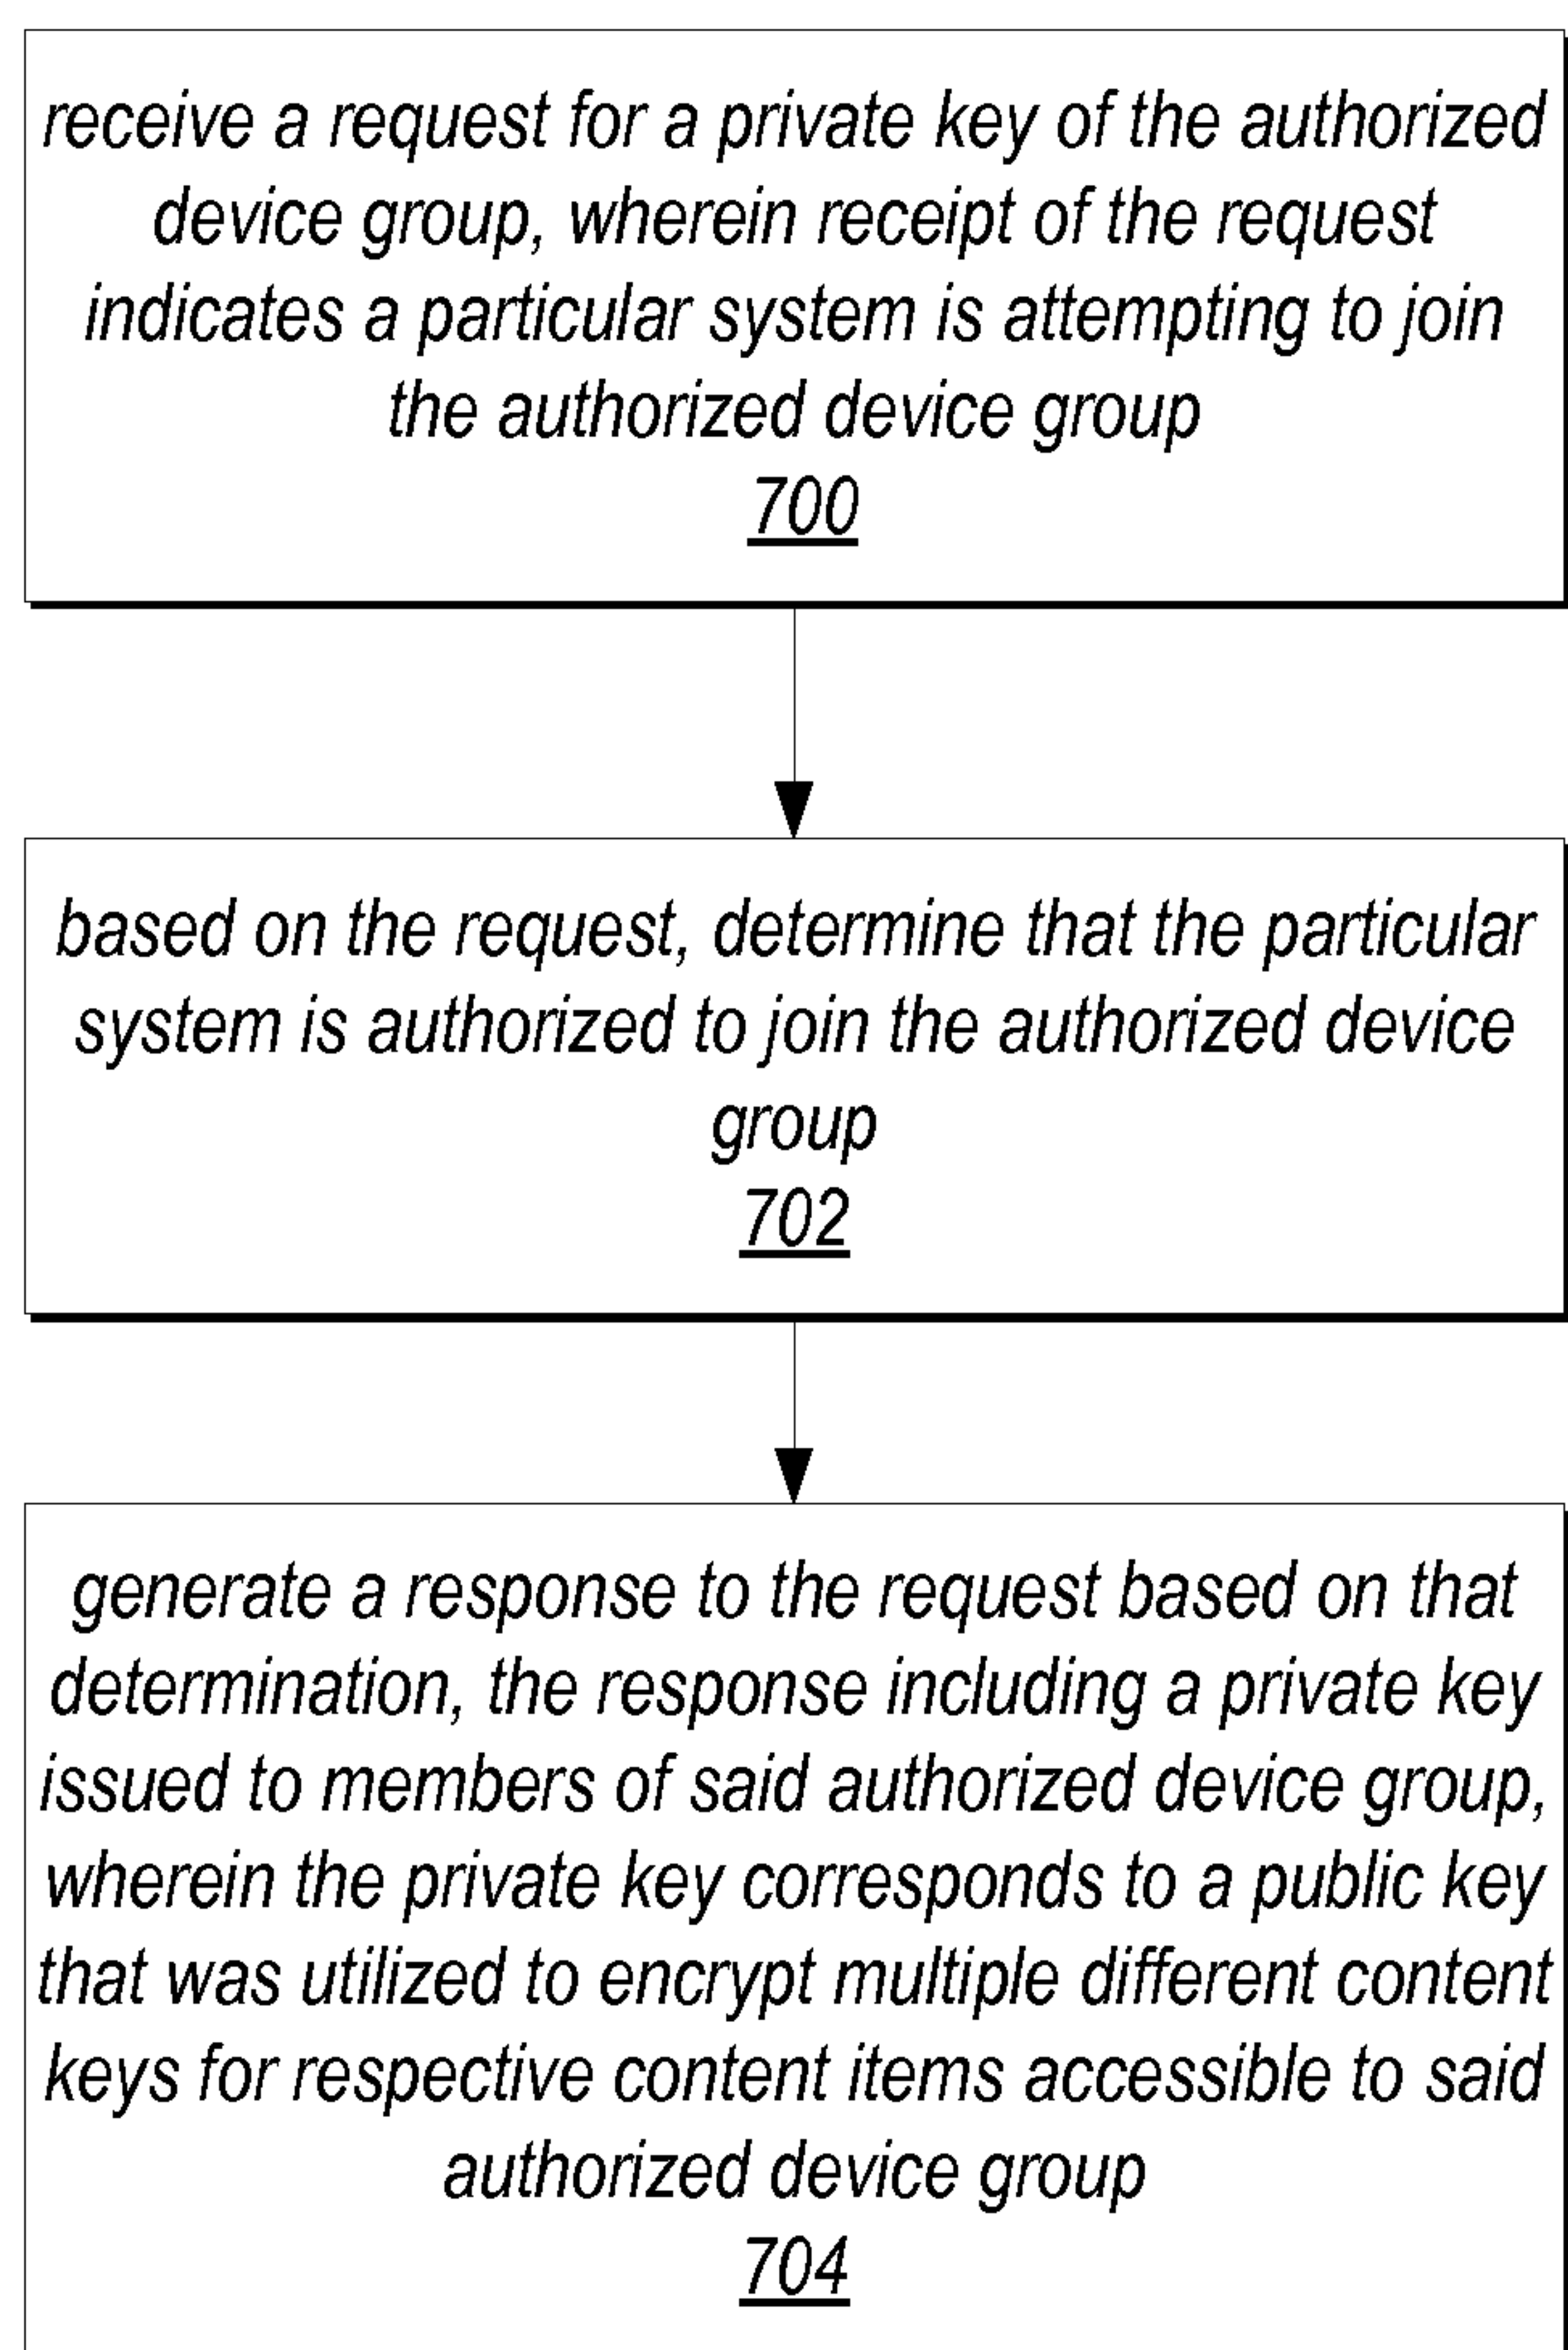 receive a request for a private key of the authorized
device group, wherein receipt of the request
indicates a particular system is attempting to join
the authorized device group
700
based on the request, determine that the particular
system is authorized to join the authorized device
group
702
generate a response to the request based on that
determination, the response including a private key
issued to members of said authorized device group,
wherein the private key corresponds to a public key
that was utilized to encrypt multiple different content
keys for respective content items accessible to said
authorized device group
704